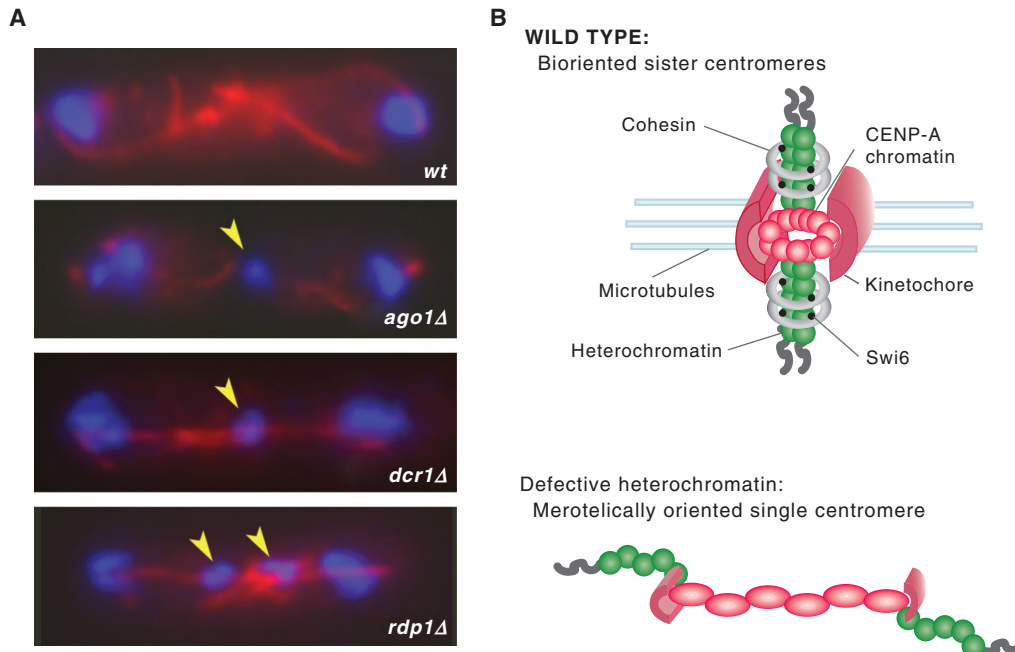 A
wt
ago1Δ
dcr1Δ
rdp1Δ
B
WILD TYPE:
Bioriented sister centromeres
Cohesin
CENP-A
chromatin
Microtubules
Kinetochore
Heterochromatin
Swi6
Defective heterochromatin:
Merotelically oriented single centromere